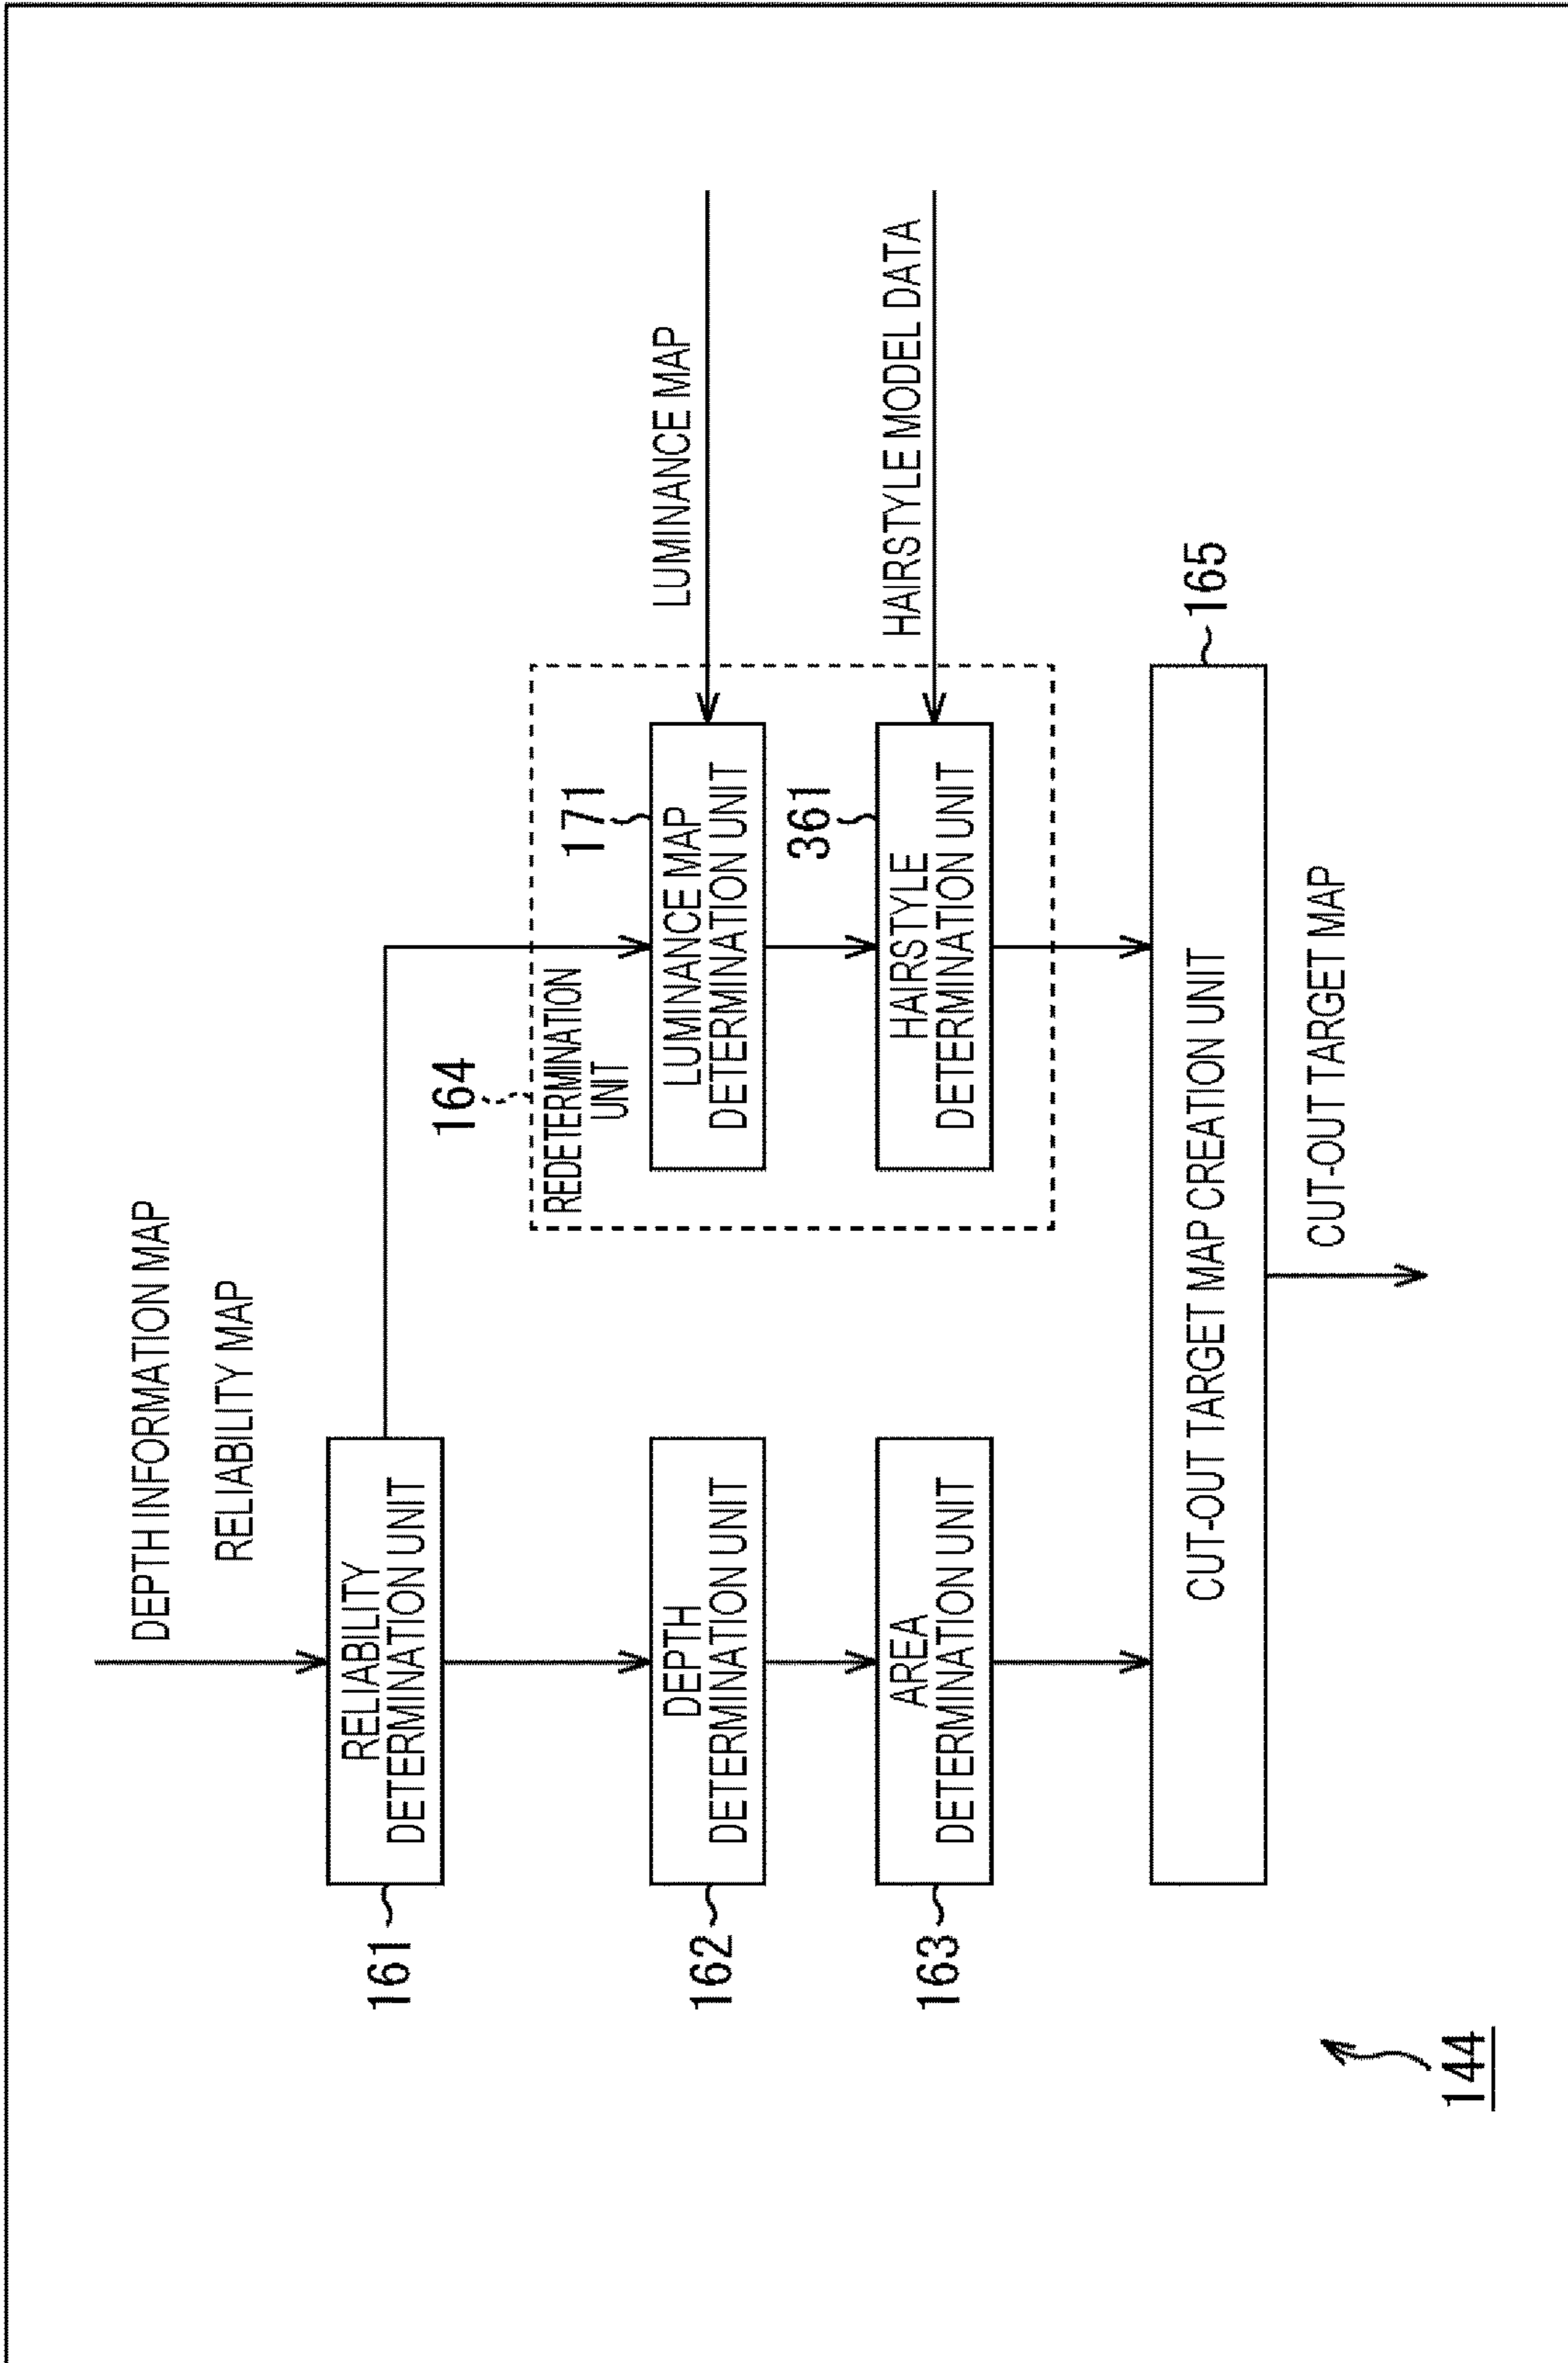 DEPTH INFORMATION MAP
RELIABILITY MAP
161
RELIABILITY
DETERMINATION UNIT
164
REDETERMINATION
UNIT
171
LUMINANCE MAP
DETERMINATION UNIT
LUMINANCE MAP
162
DEPTH
DETERMINATION UNIT
361
HAIRSTYLE
DETERMINATION UNIT
HAIRSTYLE MODEL DATA
163
AREA
DETERMINATION UNIT
165
CUT-OUT TARGET MAP CREATION UNIT
CUT-OUT TARGET MAP
144